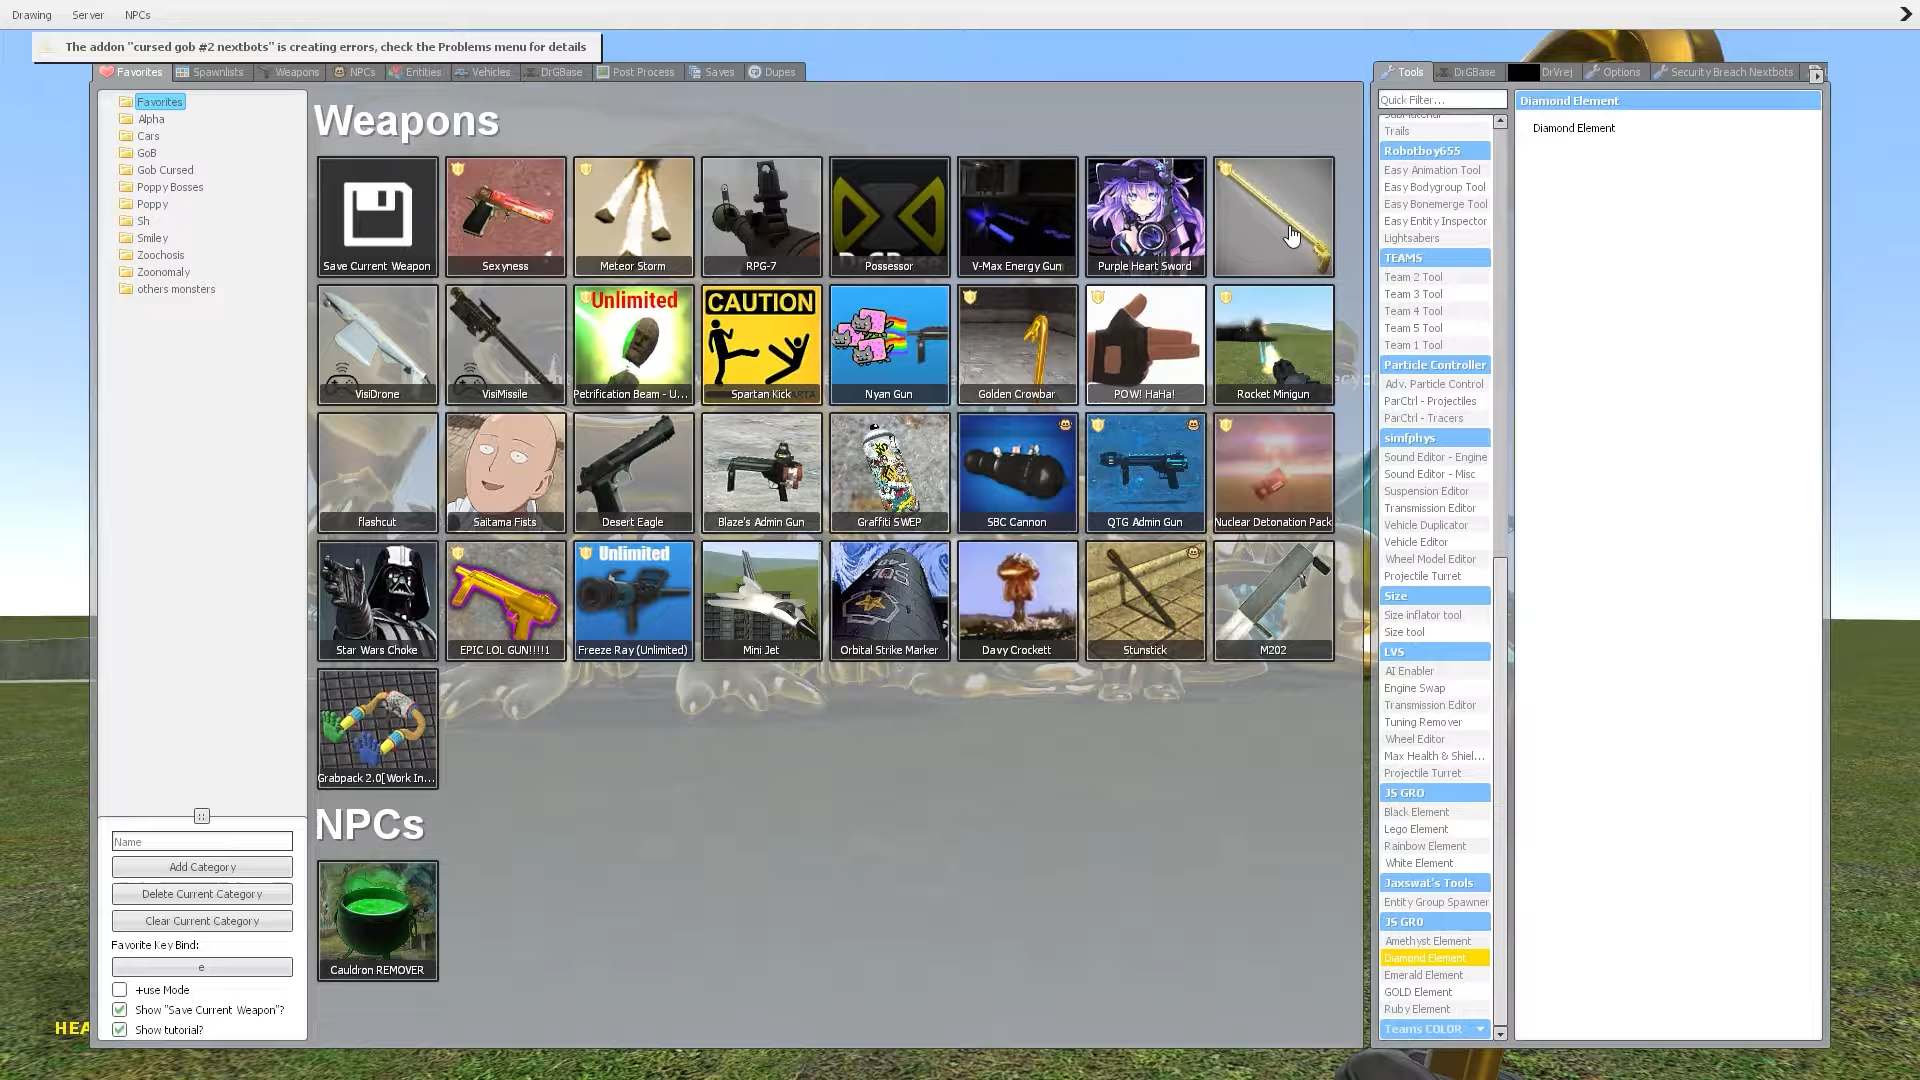 Drawing Server NPCs
The addon "cursed gob #2 nextbots" is creating errors, check the Problems menu for details
Favorites Spawnlists Weapons NPCs Entities Vehicles DrGBase Post Process Saves Dupes
Favorites
Alpha
Cars
GoB
Gob Cursed
Poppy Bosses
Poppy
Sh
Smiley
Zoochosis
Zoonomaly
others monsters
Name
Add Category
Delete Current Category
Clear Current Category
Favorite Key Bind:
e
+use Mode
Show "Save Current Weapon"?
Show tutorial?
HEA
Weapons
Save Current Weapon
Sexyness
Meteor Storm
RPG-7
Possessor
V-Max Energy Gun
Purple Heart Sword
VisiDrone
VisiMissile
Unlimited
Petrification Beam - U...
CAUTION
Spartan Kick
Nyan Gun
Golden Crowbar
POW! HaHa!
Rocket Minigun
flashcut
Saitama Fists
Desert Eagle
Blaze's Admin Gun
Graffiti SWEP
SBC Cannon
QTG Admin Gun
Nuclear Detonation Pack
Star Wars Choke
EPIC LOL GUN!!!!1
Unlimited
Freeze Ray (Unlimited)
Mini Jet
Orbital Strike Marker
Davy Crockett
Stunstick
M202
Grabpack 2.0[Work In...
NPCs
Cauldron REMOVER
Tools DrGBase DrVrej Options Security Breach Nextbots
Quick Filter...
Trails
Robotboy655
Easy Animation Tool
Easy Bodygroup Tool
Easy Bonemerge Tool
Easy Entity Inspector
Lightsabers
TEAMS
Team 2 Tool
Team 3 Tool
Team 4 Tool
Team 5 Tool
Team 1 Tool
Particle Controller
Adv. Particle Control
ParCtrl - Projectiles
ParCtrl - Tracers
simfphys
Sound Editor - Engine
Sound Editor - Misc
Suspension Editor
Transmission Editor
Vehicle Duplicator
Vehicle Editor
Wheel Model Editor
Projectile Turret
Size
Size inflator tool
Size tool
LVS
AI Enabler
Engine Swap
Transmission Editor
Tuning Remover
Wheel Editor
Max Health & Shiel...
Projectile Turret
JS GRO
Black Element
Lego Element
Rainbow Element
White Element
Jaxswat's Tools
Entity Group Spawner
JS GR0
Amethyst Element
Diamond Element
Emerald Element
GOLD Element
Ruby Element
Teams COLOR
Diamond Element
Diamond Element